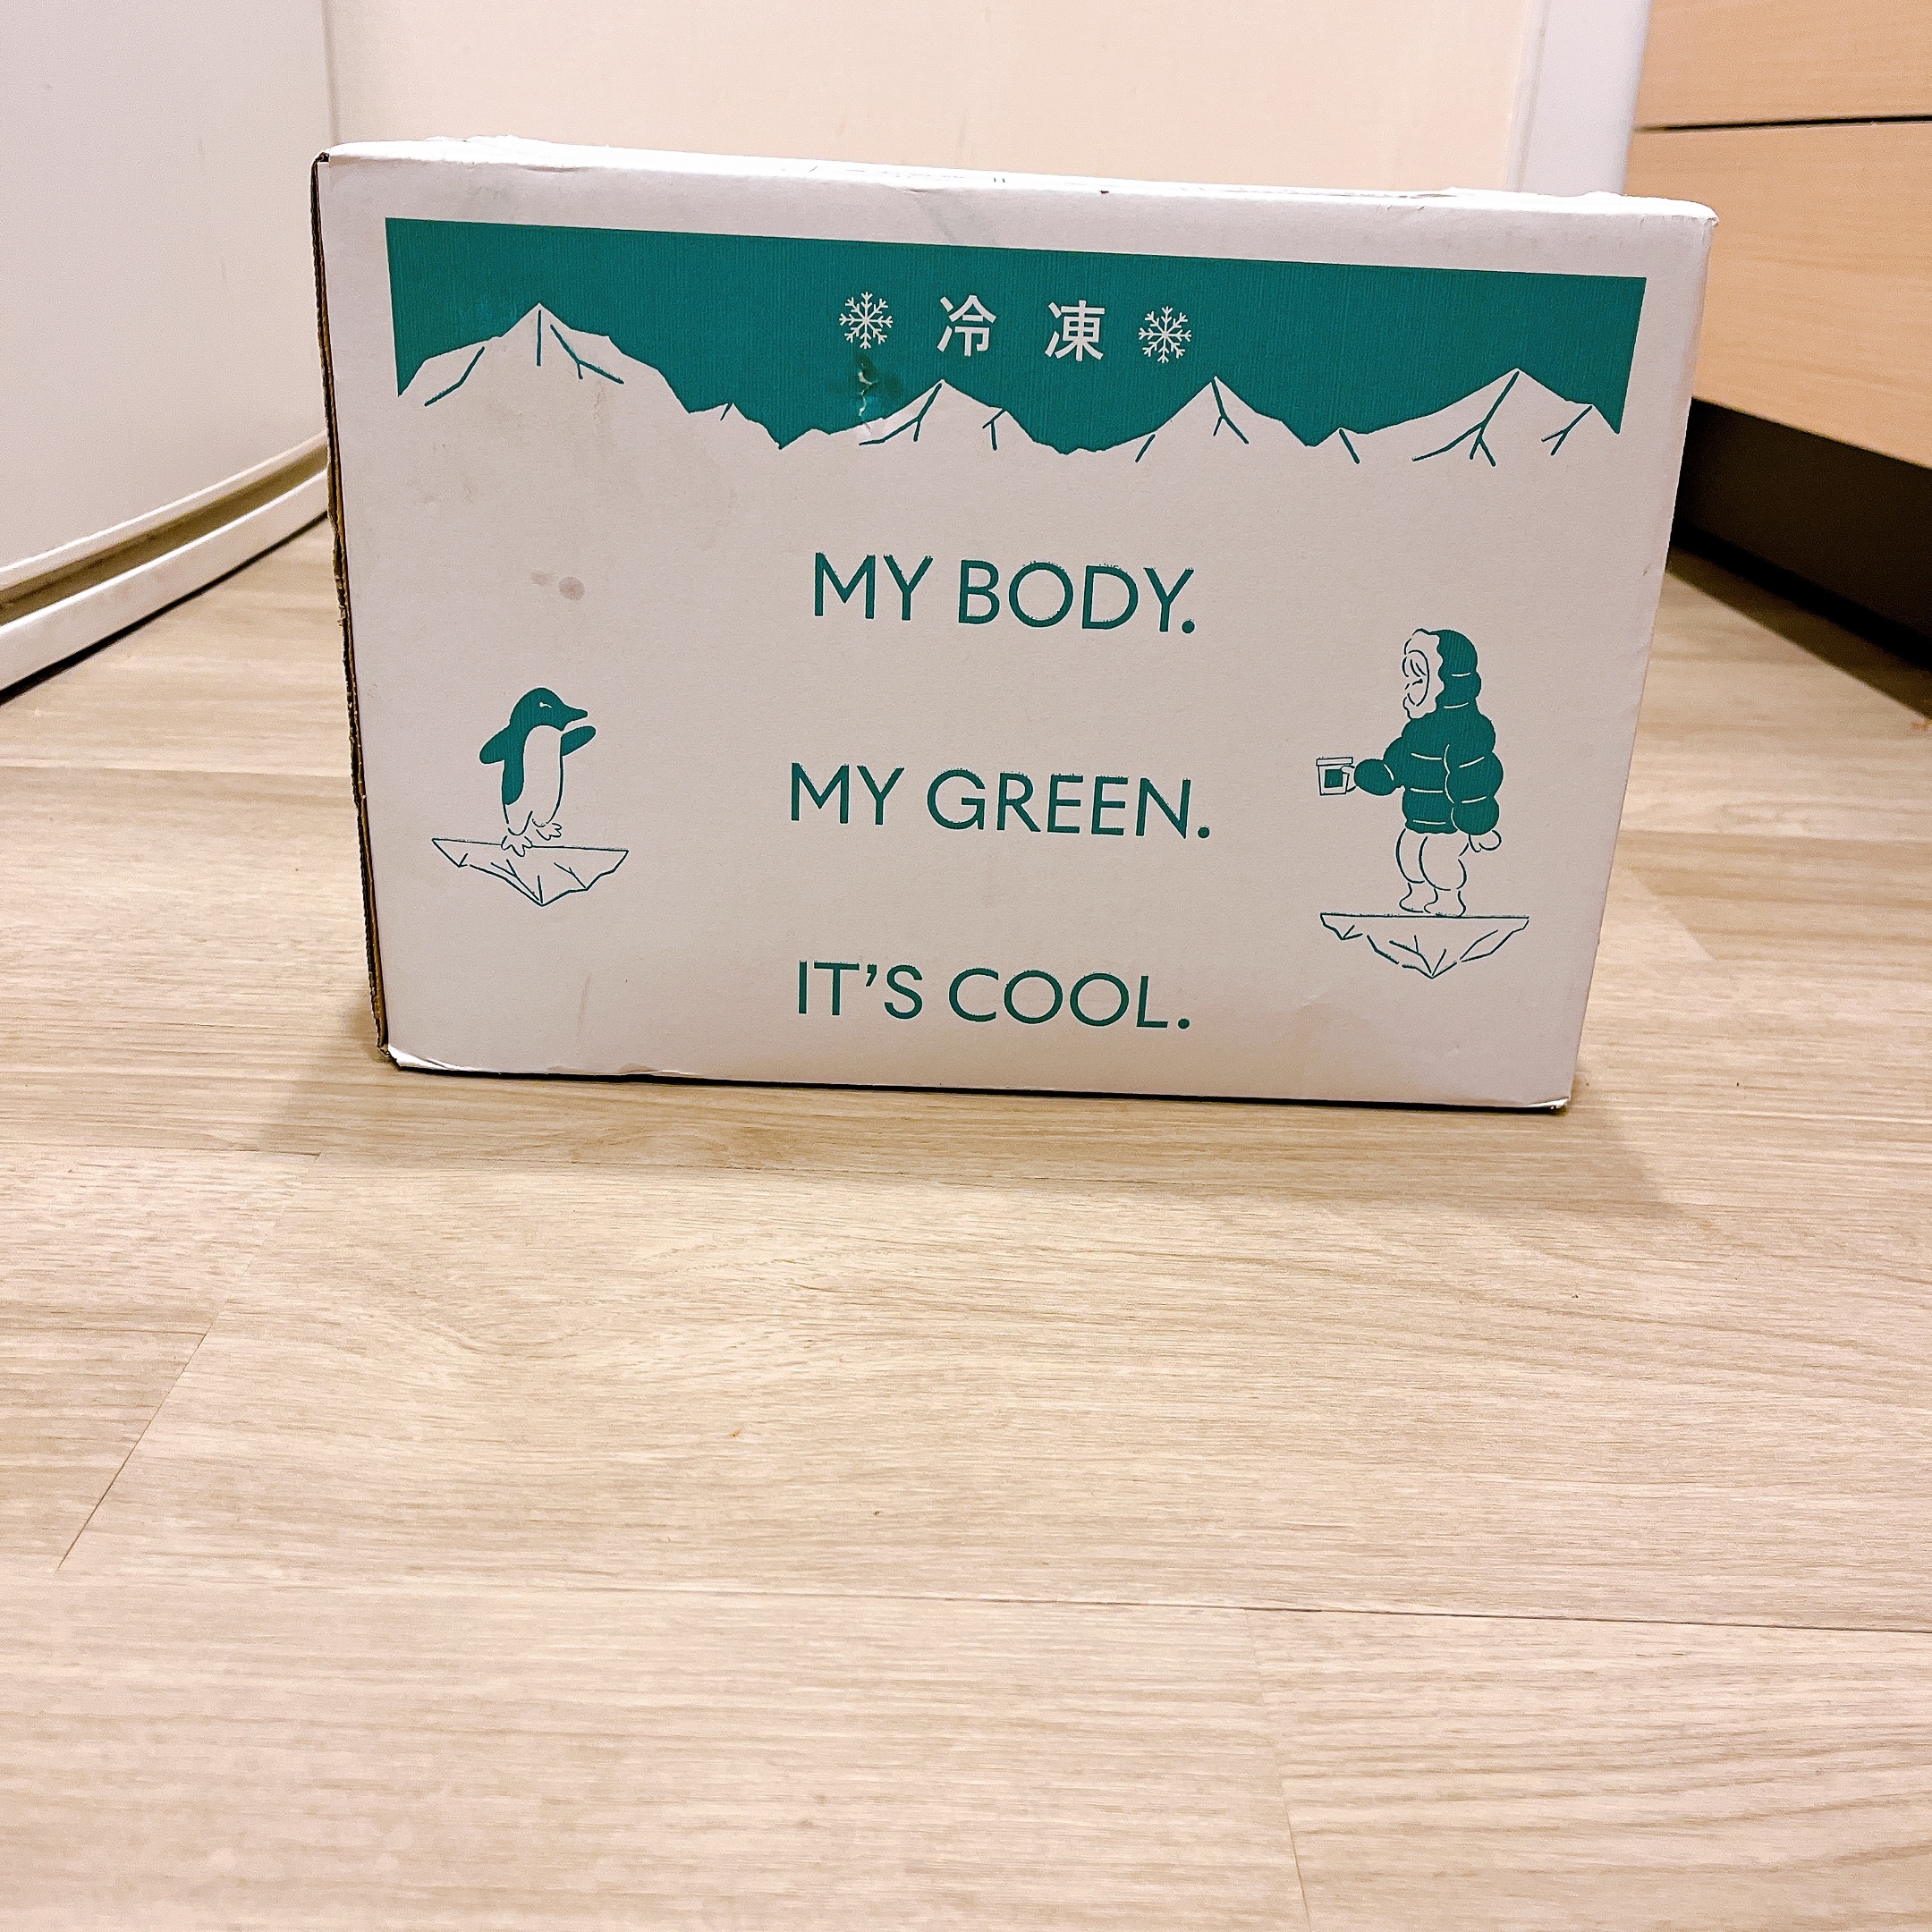 冷凍
MY BODY.
MY GREEN.
IT'S COOL.